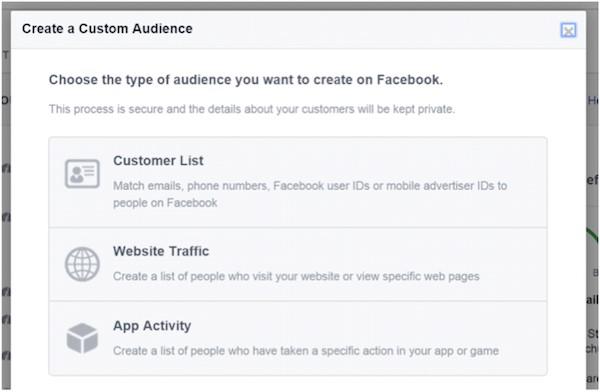 Create a Custom Audience
Choose the type of audience you want to create on Facebook.
This process is secure and the details about your customers will be kept private.
Customer List
Match emails, phone numbers, Facebook user IDs or mobile advertiser IDs to
people on Facebook
Website Traffic
Create a list of people who visit your website or view specific web pages
App Activity
Create a list of people who have taken a specific action in your app or game